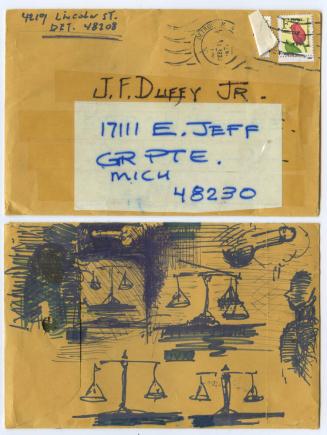 4219 Lincoln St.
DET. 48208
J.F. DUFFY JR.
17111 E. JEFF
GR PTE.
MICH
48230